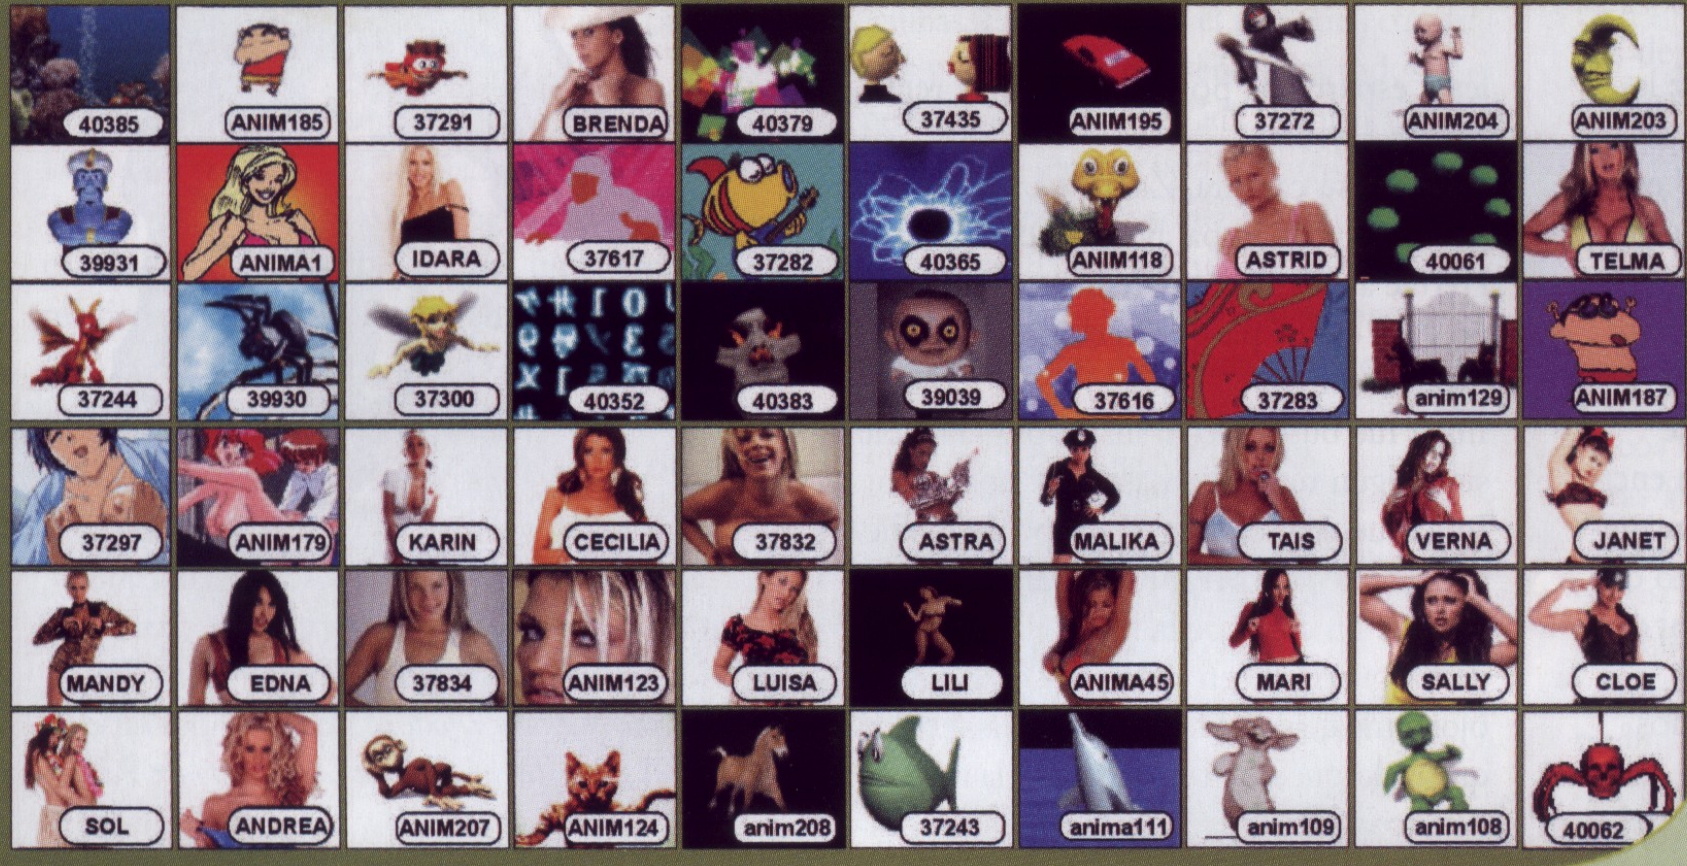 40385 ANIM185 37291 BRENDA 40379 37435 ANIM195 37272 ANIM204 ANIM203
39931 ANIMA1 IDARA 37617 37282 40365 ANIM118 ASTRID 40061 TELMA
37244 39930 37300 40352 40383 39039 37616 37283 anim129 ANIM187
37297 ANIM179 KARIN CECILIA 37832 ASTRA MALIKA TAIS VERNA JANET
MANDY EDNA 37834 ANIM123 LUISA LILI ANIMA45 MARI SALLY CLOE
SOL ANDREA ANIM207 ANIM124 anim208 37243 anima111 anim109 anim108 40062